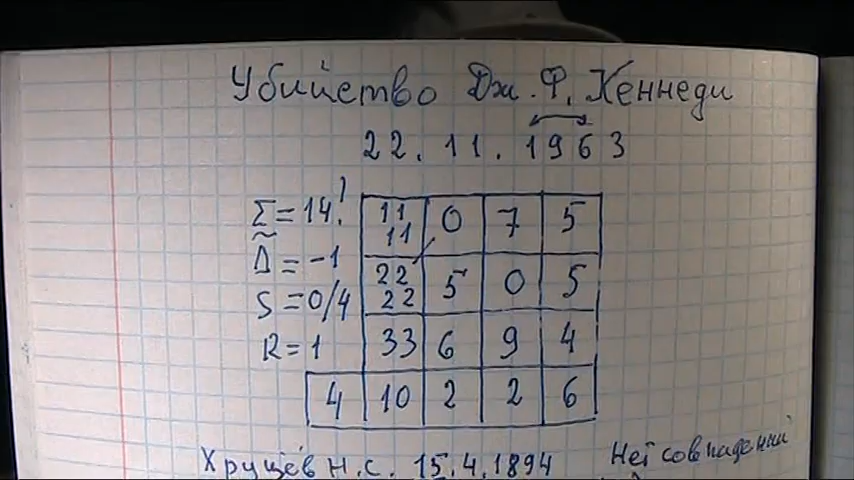 Убийство Дж. Ф. Кеннеди
22. 11. 1963
Σ = 14! 11 11 0 7 5
Δ = -1 22 22 5 0 5
S = 0/4 33 6 9 4
R = 1
4 10 2 2 6
Хрущёв Н.С. 15.4.1894 Нет совпадений